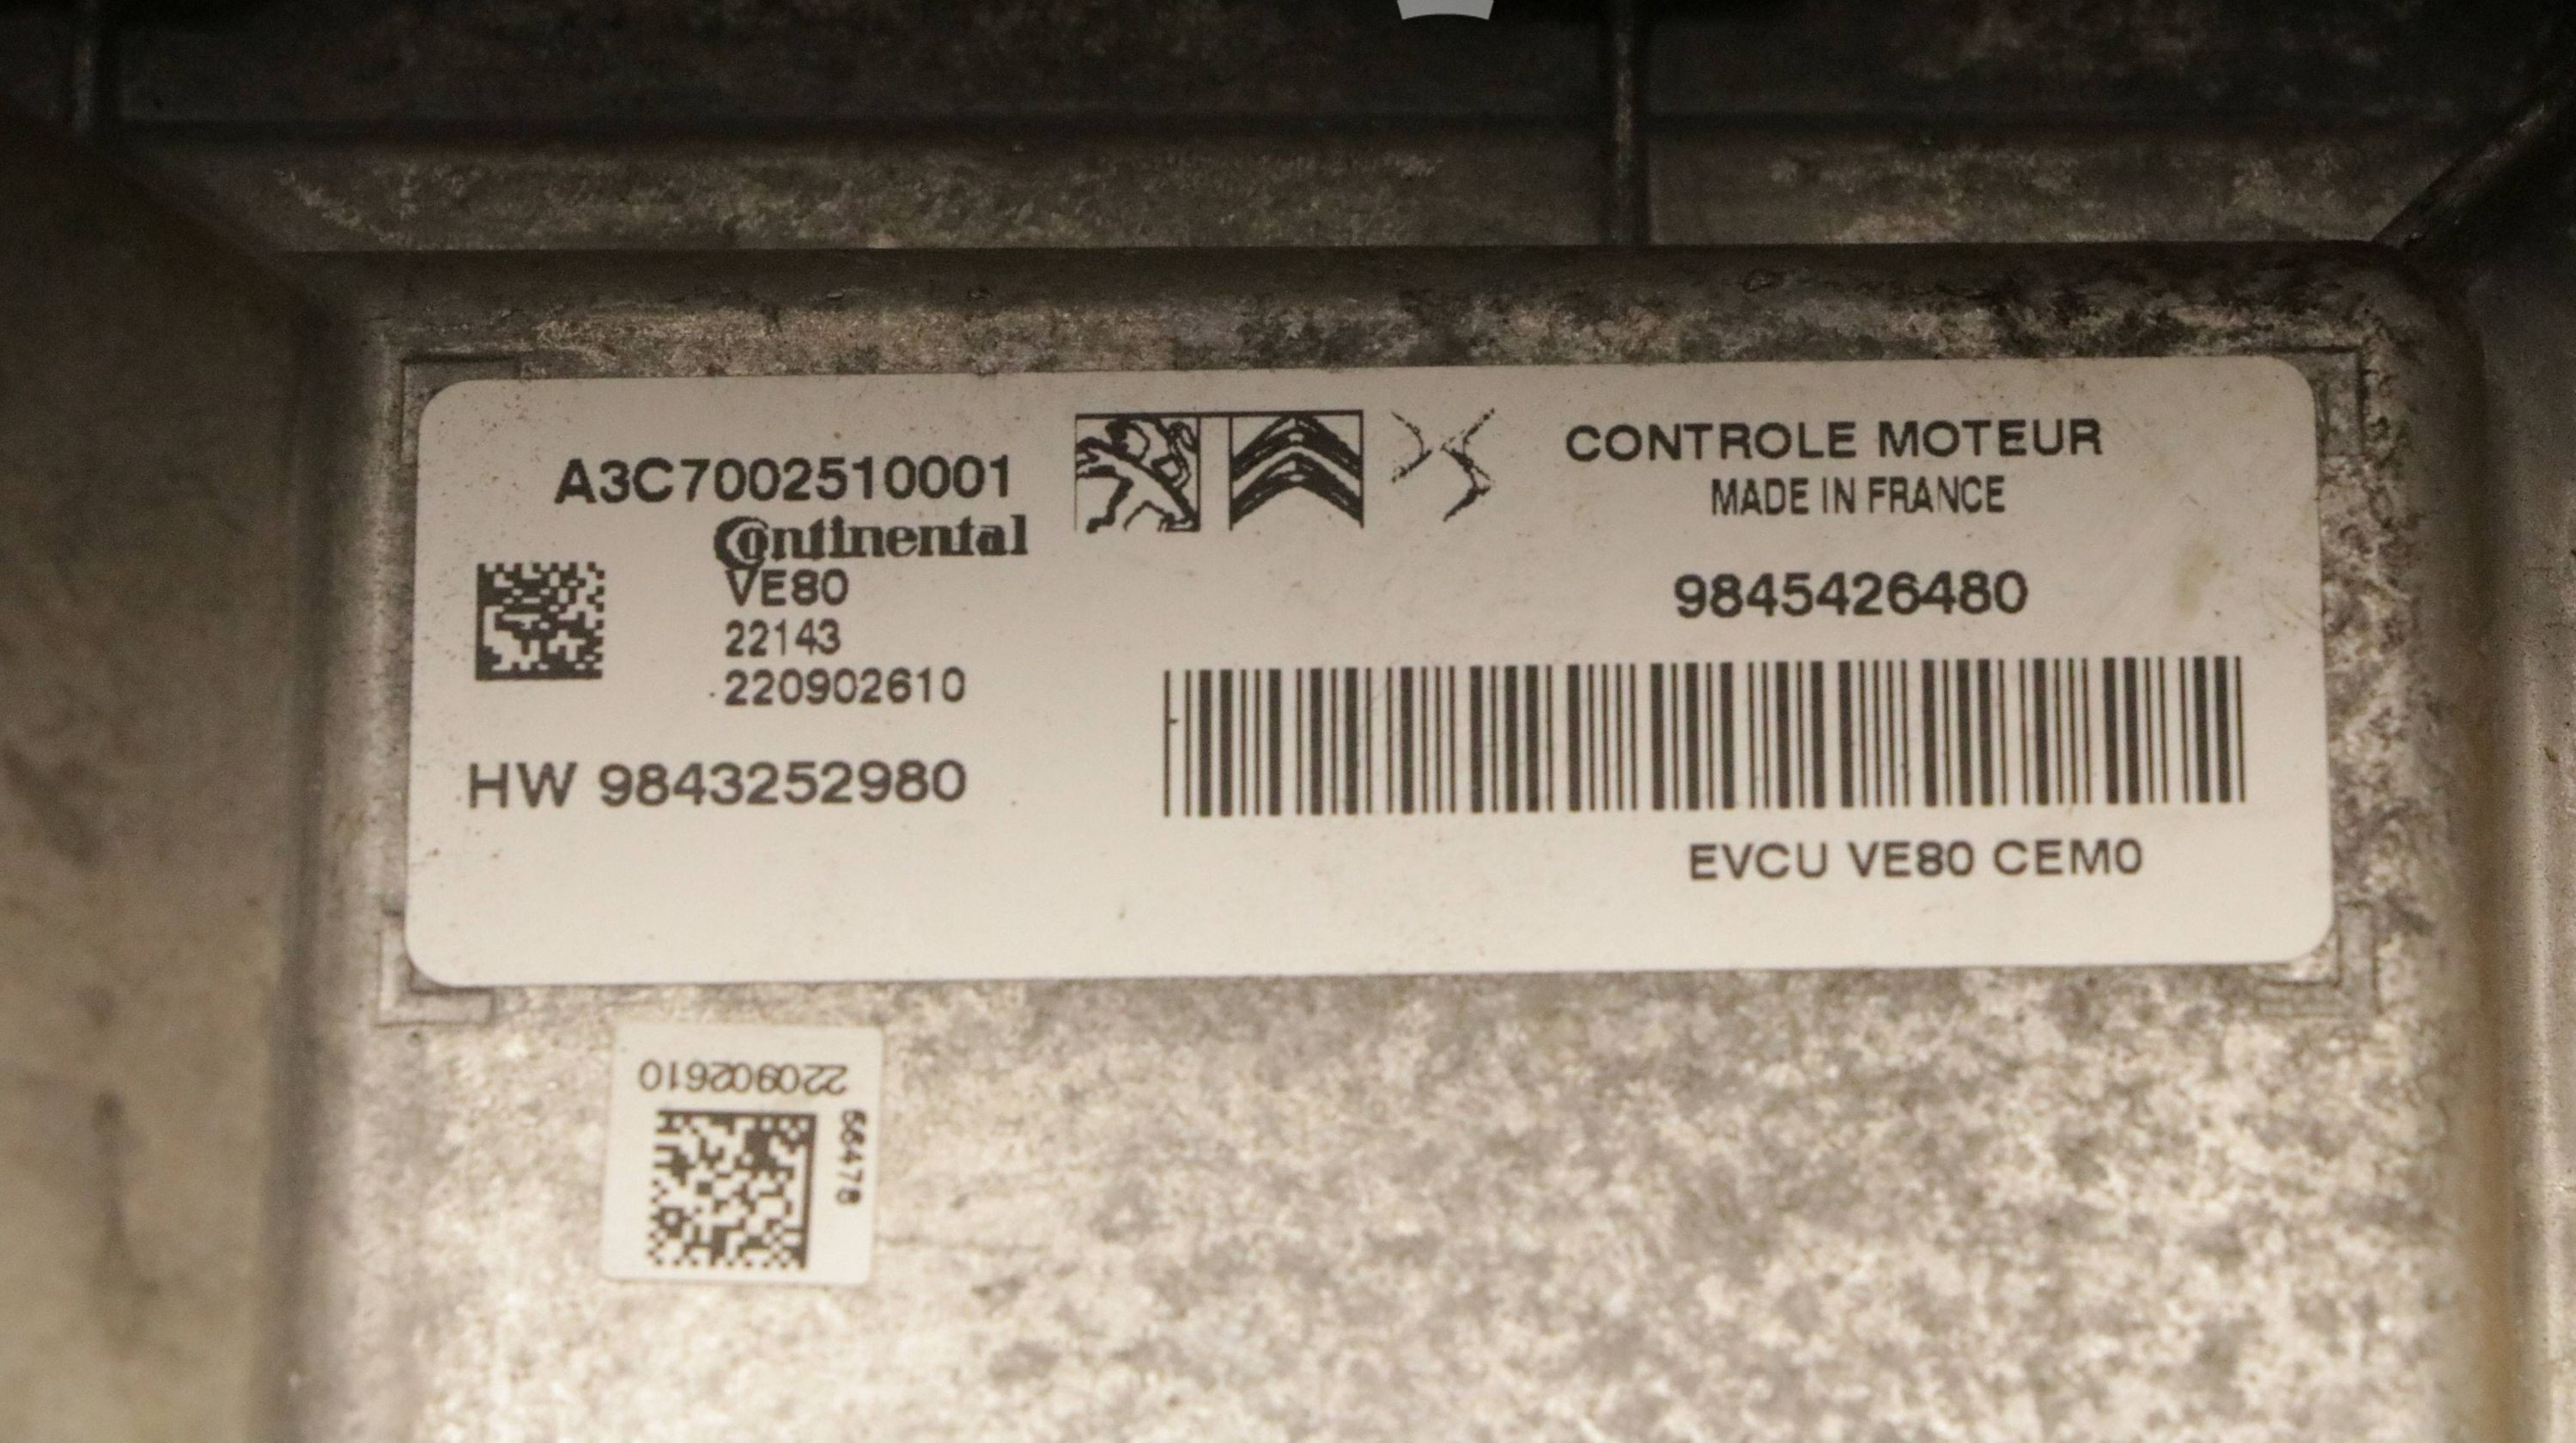 A3C7002510001
Continental
VE80
22143
220902610
HW 9843252980
CONTROLE MOTEUR
MADE IN FRANCE
9845426480
EVCU VE80 CEM0
220902610
56478